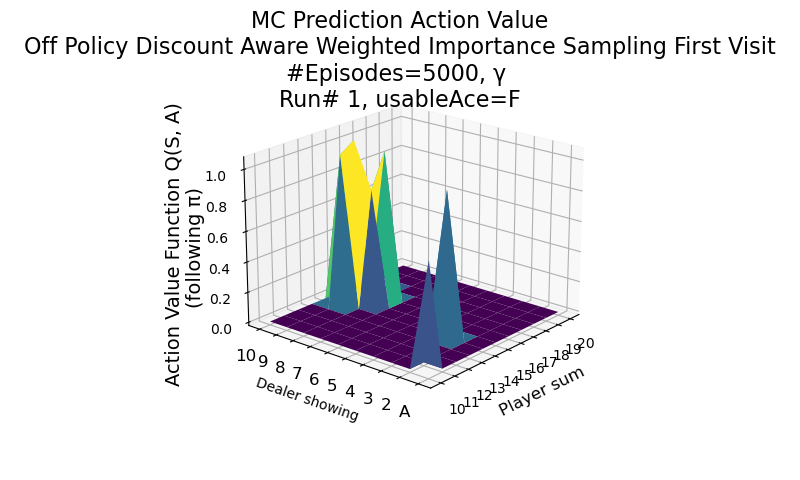 MC Prediction Action Value
Off Policy Discount Aware Weighted Importance Sampling First Visit
#Episodes=5000, γ
Run# 1, usableAce=F
Action Value Function Q(S, A)
(following π)
1.0
0.8
0.6
0.4
0.2
0.0
10 9 8 7 6 5 4 3 2 A
Dealer showing
10 11 12 13 14 15 16 17 18 19 20
Player sum